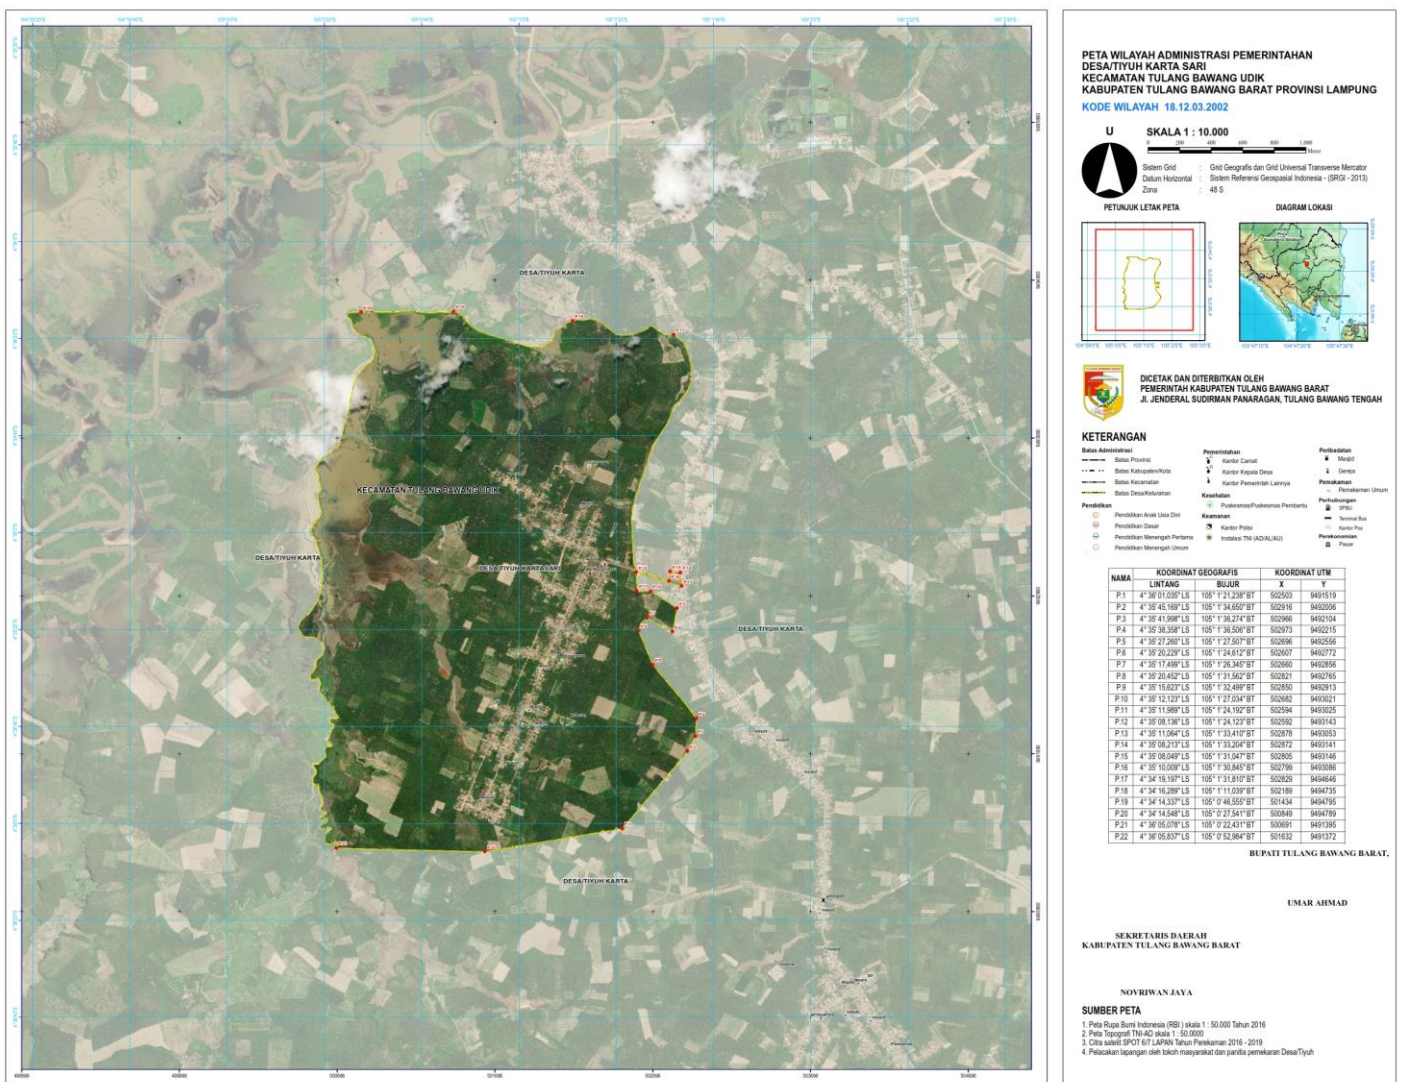 DESA/TIYUH KARTA
KECAMATAN TULANG BAWANG UDIK
DESA/TIYUH KARTA
DESA/TIYUH KARTASARI
DESA/TIYUH KARTA
DESA/TIYUH KARTA
PETA WILAYAH ADMINISTRASI PEMERINTAHAN
DESA/TIYUH KARTA SARI
KECAMATAN TULANG BAWANG UDIK
KABUPATEN TULANG BAWANG BARAT PROVINSI LAMPUNG
KODE WILAYAH 18.12.03.2002
U
SKALA 1 : 10.000
0 200 400 600 800 1.000
Meter
Sistem Grid : Grid Geografis dan Grid Universal Transverse Mercator
Datum Horizontal : Sistem Referensi Geospasial Indonesia - (SRGI - 2013)
Zona : 48 S
PETUNJUK LETAK PETA
DIAGRAM LOKASI
DICETAK DAN DITERBITKAN OLEH
PEMERINTAH KABUPATEN TULANG BAWANG BARAT
Jl. JENDERAL SUDIRMAN PANARAGAN, TULANG BAWANG TENGAH
KETERANGAN
Batas Administrasi
Batas Provinsi
Batas Kabupaten/Kota
Batas Kecamatan
Batas Desa/Kelurahan
Pendidikan
Pendidikan Anak Usia Dini
Pendidikan Dasar
Pendidikan Menengah Pertama
Pendidikan Menengah Umum
Pemerintahan
Kantor Camat
Kantor Kepala Desa
Kantor Pemerintah Lainnya
Kesehatan
Puskesmas/Puskesmas Pembantu
Keamanan
Kantor Polisi
Instalasi TNI (AD/AL/AU)
Peribadatan
Masjid
Gereja
Pemakaman
Pemakaman Umum
Perhubungan
SPBU
Terminal Bus
Kantor Pos
Perekonomian
Pasar
NAMA KOORDINAT GEOGRAFIS KOORDINAT UTM
LINTANG BUJUR X Y
P.1 4° 36' 01,035" LS 105° 1' 21,238" BT 502503 9491519
P.2 4° 35' 45,168" LS 105° 1' 34,650" BT 502916 9492006
P.3 4° 35' 41,998" LS 105° 1' 36,274" BT 502966 9492104
P.4 4° 35' 38,358" LS 105° 1' 36,506" BT 502973 9492215
P.5 4° 35' 27,260" LS 105° 1' 27,507" BT 502696 9492556
P.6 4° 35' 20,229" LS 105° 1' 24,612" BT 502607 9492772
P.7 4° 35' 17,499" LS 105° 1' 26,345" BT 502660 9492856
P.8 4° 35' 20,452" LS 105° 1' 31,562" BT 502821 9492765
P.9 4° 35' 15,623" LS 105° 1' 32,499" BT 502850 9492913
P.10 4° 35' 12,123" LS 105° 1' 27,034" BT 502682 9493021
P.11 4° 35' 11,989" LS 105° 1' 24,192" BT 502594 9493025
P.12 4° 35' 08,136" LS 105° 1' 24,123" BT 502592 9493143
P.13 4° 35' 11,064" LS 105° 1' 33,410" BT 502878 9493053
P.14 4° 35' 08,213" LS 105° 1' 33,204" BT 502872 9493141
P.15 4° 35' 08,049" LS 105° 1' 31,047" BT 502805 9493146
P.16 4° 35' 10,009" LS 105° 1' 30,845" BT 502799 9493086
P.17 4° 34' 19,197" LS 105° 1' 31,810" BT 502829 9494646
P.18 4° 34' 16,289" LS 105° 1' 11,039" BT 502189 9494735
P.19 4° 34' 14,337" LS 105° 0' 46,555" BT 501434 9494795
P.20 4° 34' 14,548" LS 105° 0' 27,541" BT 500849 9494789
P.21 4° 36' 05,078" LS 105° 0' 22,431" BT 500691 9491395
P.22 4° 36' 05,837" LS 105° 0' 52,984" BT 501632 9491372
BUPATI TULANG BAWANG BARAT,
UMAR AHMAD
SEKRETARIS DAERAH
KABUPATEN TULANG BAWANG BARAT
NOVRIWAN JAYA
SUMBER PETA
1. Peta Rupa Bumi Indonesia (RBI ) skala 1 : 50.000 Tahun 2016
2. Peta Topografi TNI-AD skala 1 : 50.0000
3. Citra satelit SPOT 6/7 LAPAN Tahun Perekaman 2016 - 2019
4. Pelacakan lapangan oleh tokoh masyarakat dan panitia pemekaran Desa/Tiyuh